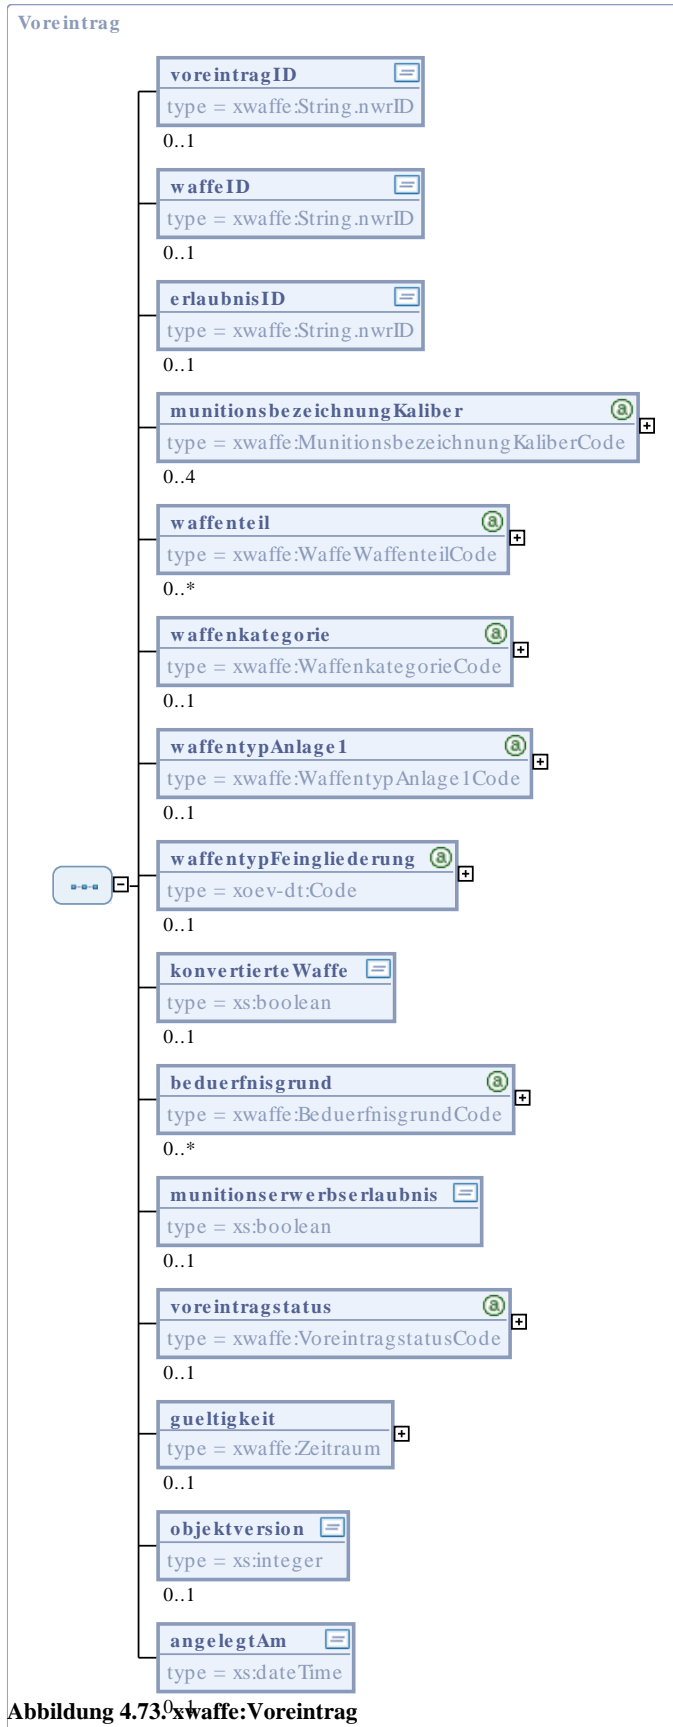 Voreintrag
voreintragID
type = xwaffe:String.nwrID
0..1
waffeID
type = xwaffe:String.nwrID
0..1
erlaubnisID
type = xwaffe:String.nwrID
0..1
munitionsbezeichnungKaliber
type = xwaffe:MunitionsbezeichnungKaliberCode
0..4
waffenteil
type = xwaffe:WaffeWaffenteilCode
0..*
waffenkategorie
type = xwaffe:WaffenkategorieCode
0..1
waffentypAnlage1
type = xwaffe:WaffentypAnlage1Code
0..1
waffentypFeingliederung
type = xoev-dt:Code
0..1
konvertierteWaffe
type = xs:boolean
0..1
beduerfnisgrund
type = xwaffe:BeduerfnisgrundCode
0..*
munitionserwerbserlaubnis
type = xs:boolean
0..1
voreintragstatus
type = xwaffe:VoreintragstatusCode
0..1
gueltigkeit
type = xwaffe:Zeitraum
0..1
objektversion
type = xs:integer
0..1
angelegtAm
type = xs:dateTime
0..1
Abbildung 4.73. xwaffe:Voreintrag